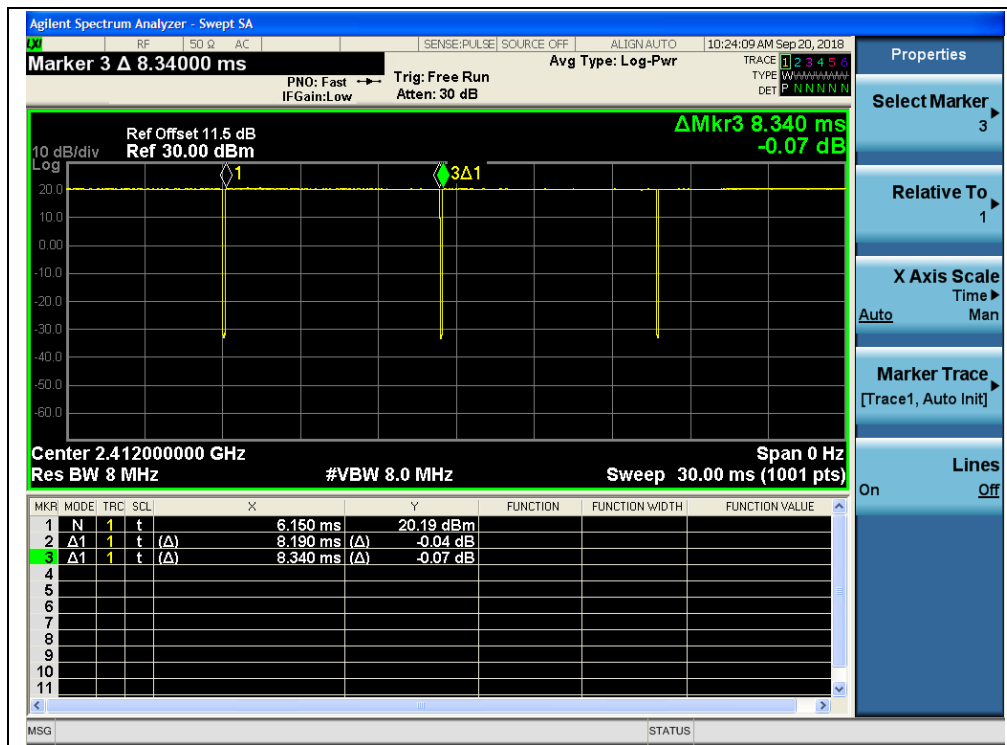 Agilent Spectrum Analyzer - Swept SA
LXI RF 50 Ω AC SENSE:PULSE SOURCE OFF ALIGN AUTO 10:24:09 AM Sep 20, 2018
Marker 3 Δ 8.34000 ms
PNO: Fast
IFGain:Low
Trig: Free Run
Atten: 30 dB
Avg Type: Log-Pwr
TRACE 1 2 3 4 5 6
TYPE W
DET P N N N N N
ΔMkr3 8.340 ms
-0.07 dB
Ref Offset 11.5 dB
10 dB/div Ref 30.00 dBm
Log
1
3Δ1
20.0
10.0
0.00
-10.0
-20.0
-30.0
-40.0
-50.0
-60.0
Center 2.412000000 GHz Span 0 Hz
Res BW 8 MHz #VBW 8.0 MHz Sweep 30.00 ms (1001 pts)
MKR MODE TRC SCL X Y FUNCTION FUNCTION WIDTH FUNCTION VALUE
1 N 1 t 6.150 ms 20.19 dBm
2 Δ1 1 t (Δ) 8.190 ms (Δ) -0.04 dB
3 Δ1 1 t (Δ) 8.340 ms (Δ) -0.07 dB
4
5
6
7
8
9
10
11
MSG STATUS
Properties
Select Marker
3
Relative To
1
X Axis Scale
Time
Auto Man
Marker Trace
[Trace1, Auto Init]
Lines
On Off